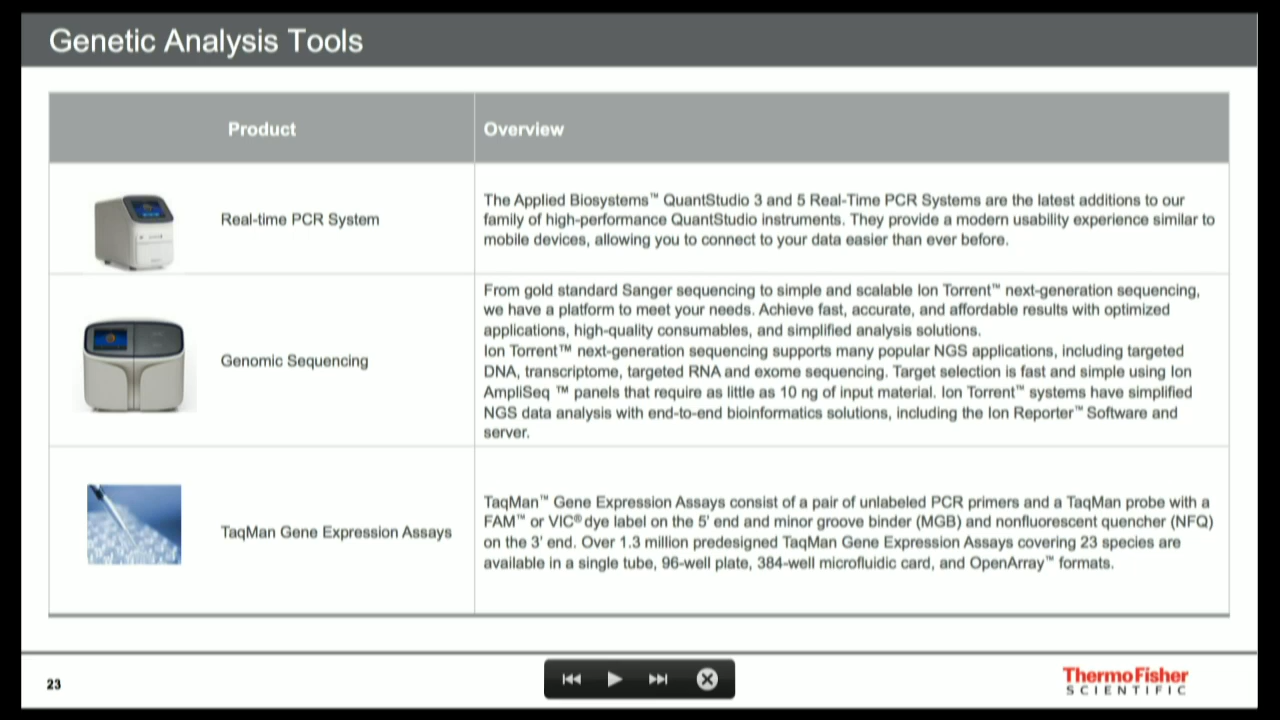 Genetic Analysis Tools
Product
Overview
Real-time PCR System
The Applied Biosystems™ QuantStudio 3 and 5 Real-Time PCR Systems are the latest additions to our
family of high-performance QuantStudio instruments. They provide a modern usability experience similar to
mobile devices, allowing you to connect to your data easier than ever before.
Genomic Sequencing
From gold standard Sanger sequencing to simple and scalable Ion Torrent™ next-generation sequencing,
we have a platform to meet your needs. Achieve fast, accurate, and affordable results with optimized
applications, high-quality consumables, and simplified analysis solutions.
Ion Torrent™ next-generation sequencing supports many popular NGS applications, including targeted
DNA, transcriptome, targeted RNA and exome sequencing. Target selection is fast and simple using Ion
AmpliSeq ™ panels that require as little as 10 ng of input material. Ion Torrent™ systems have simplified
NGS data analysis with end-to-end bioinformatics solutions, including the Ion Reporter™ Software and
server.
TaqMan Gene Expression Assays
TaqMan™ Gene Expression Assays consist of a pair of unlabeled PCR primers and a TaqMan probe with a
FAM™ or VIC® dye label on the 5' end and minor groove binder (MGB) and nonfluorescent quencher (NFQ)
on the 3' end. Over 1.3 million predesigned TaqMan Gene Expression Assays covering 23 species are
available in a single tube, 96-well plate, 384-well microfluidic card, and OpenArray™ formats.
23
ThermoFisher
SCIENTIFIC